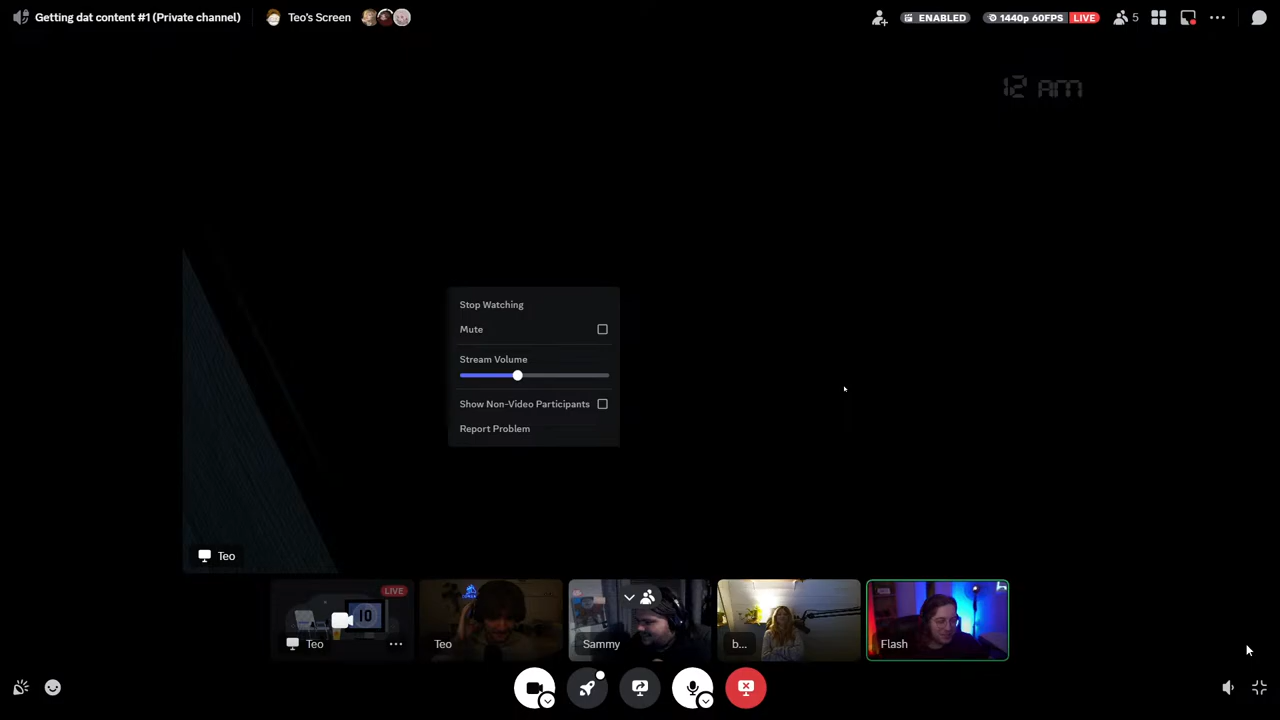 Getting dat content #1 (Private channel)
Teo's Screen
ENABLED
1440p 60FPS
LIVE
5
12 AM
Stop Watching
Mute
Stream Volume
Show Non-Video Participants
Report Problem
Teo
LIVE
10
Teo
Teo
Sammy
b...
Flash